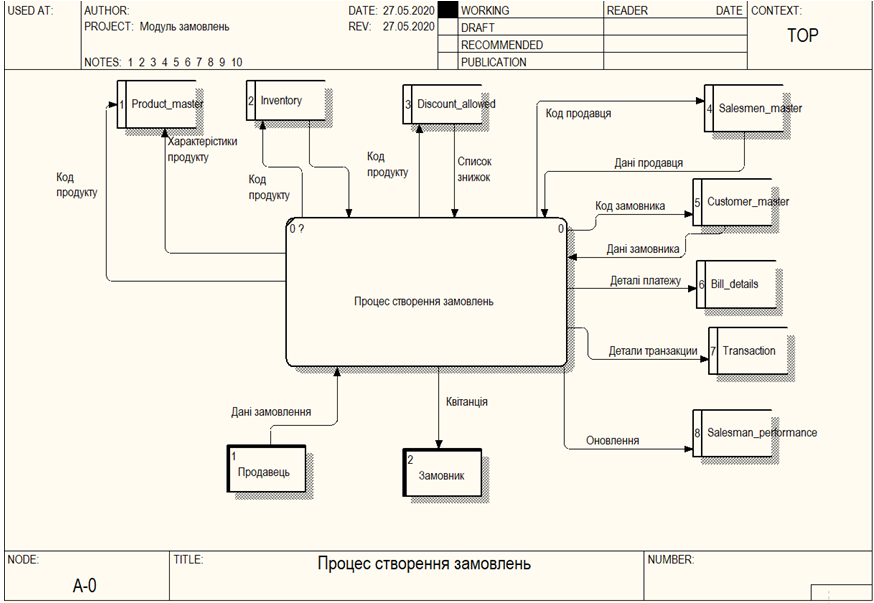 USED AT:
AUTHOR:
DATE: 27.05.2020
WORKING
READER
DATE
CONTEXT:
PROJECT: Модуль замовлень
REV: 27.05.2020
DRAFT
TOP
RECOMMENDED
NOTES: 1 2 3 4 5 6 7 8 9 10
PUBLICATION
1 Product_master
2 Inventory
3 Discount_allowed
4 Salesmen_master
Код продавця
Характерістики
продукту
Код
продукту
Список
знижок
Дані продавця
Код
продукту
Код
продукту
5 Customer_master
Код замовника
0 ?
0
Дані замовника
Деталі платежу
6 Bill_details
Процес створення замовлень
Детали транзакции
7 Transaction
Дані замовлення
Квітанція
8 Salesman_performance
Оновлення
1
Продавець
2
Замовник
NODE:
TITLE:
Процес створення замовлень
NUMBER:
A-0